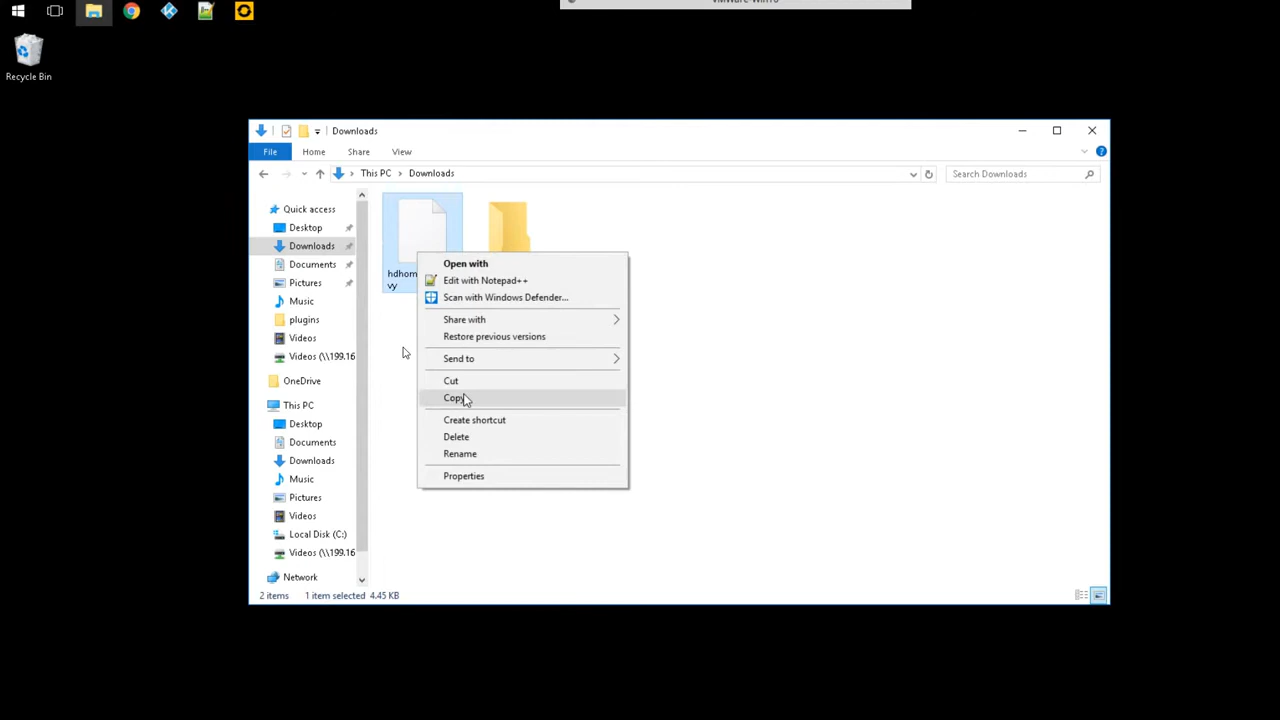 Recycle Bin
Downloads
File
Home
Share
View
This PC
Downloads
Search Downloads
Quick access
Desktop
Downloads
Documents
Pictures
Music
plugins
Videos
Videos (\\199.16
OneDrive
This PC
Desktop
Documents
Downloads
Music
Pictures
Videos
Local Disk (C:)
Videos (\\199.16
Network
hdhom
vy
Open with
Edit with Notepad++
Scan with Windows Defender...
Share with
Restore previous versions
Send to
Cut
Copy
Create shortcut
Delete
Rename
Properties
2 items
1 item selected 4.45 KB